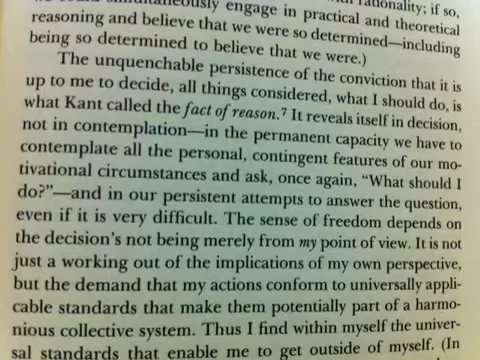 simultaneously engage in practical and theoretical
rationality; if so,
reasoning and believe that we were so determined—including
being so determined to believe that we were.)
The unquenchable persistence of the conviction that it is
up to me to decide, all things considered, what I should do, is
what Kant called the fact of reason.⁷ It reveals itself in decision,
not in contemplation—in the permanent capacity we have to
contemplate all the personal, contingent features of our mo-
tivational circumstances and ask, once again, “What should I
do?”—and in our persistent attempts to answer the question,
even if it is very difficult. The sense of freedom depends on
the decision’s not being merely from my point of view. It is not
just a working out of the implications of my own perspective,
but the demand that my actions conform to universally appli-
cable standards that make them potentially part of a harmo-
nious collective system. Thus I find within myself the univer-
sal standards that enable me to get outside of myself. (In